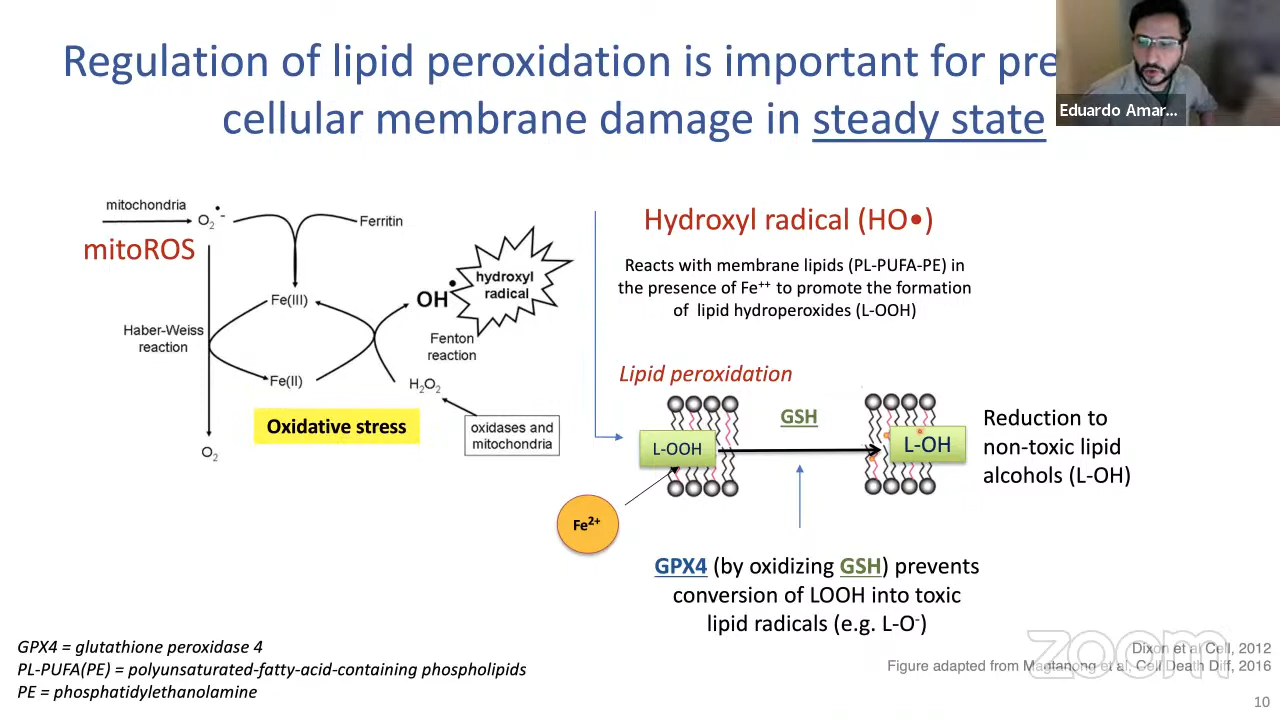 Regulation of lipid peroxidation is important for pre
cellular membrane damage in steady state
Eduardo Amar...
mitochondria
O₂•-
Ferritin
mitoROS
Fe(III)
Haber-Weiss
reaction
Fe(II)
OH•
hydroxyl
radical
Fenton
reaction
H₂O₂
Oxidative stress
oxidases and
mitochondria
O₂
Hydroxyl radical (HO•)
Reacts with membrane lipids (PL-PUFA-PE) in
the presence of Fe⁺⁺ to promote the formation
of lipid hydroperoxides (L-OOH)
Lipid peroxidation
GSH
L-OOH
L-OH
Reduction to
non-toxic lipid
alcohols (L-OH)
Fe²⁺
GPX4 (by oxidizing GSH) prevents
conversion of LOOH into toxic
lipid radicals (e.g. L-O⁻)
GPX4 = glutathione peroxidase 4
PL-PUFA(PE) = polyunsaturated-fatty-acid-containing phospholipids
PE = phosphatidylethanolamine
zoom
Dixon et al Cell, 2012
Figure adapted from Magtanong et al. Cell Death Diff, 2016
10